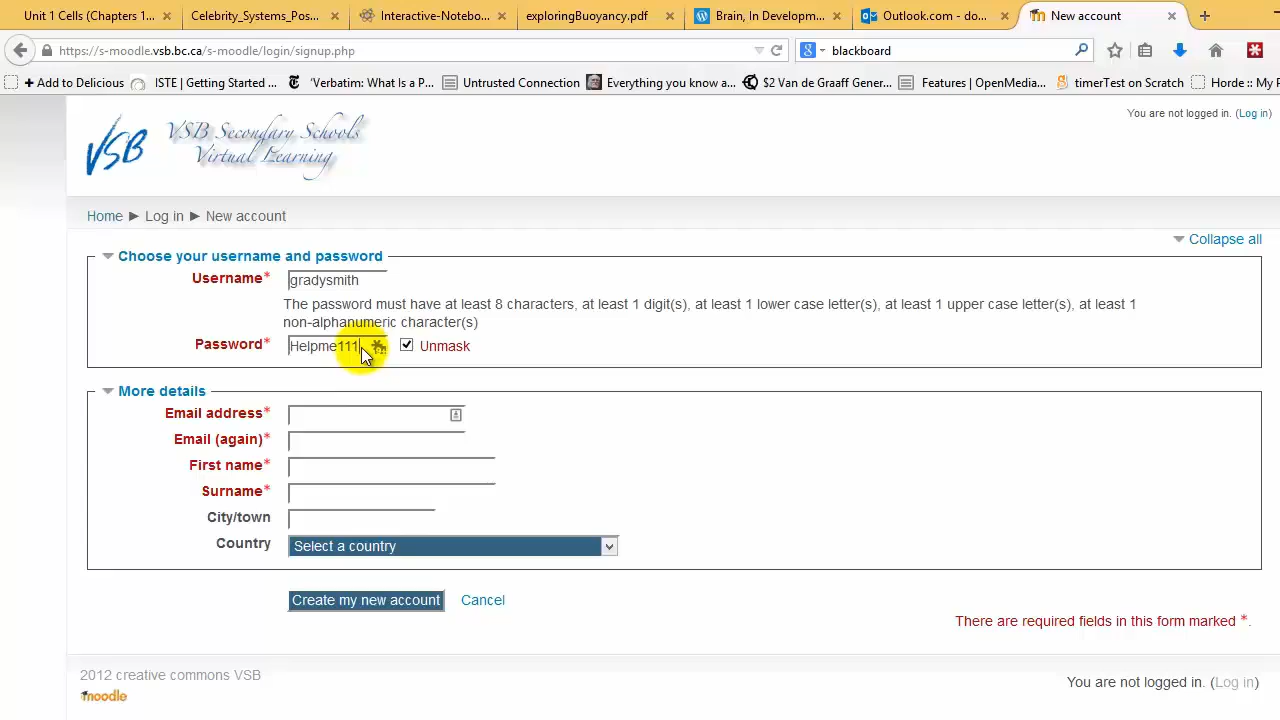 Unit 1 Cells (Chapters 1... Celebrity_Systems_Pos... Interactive-Notebo... exploringBuoyancy.pdf Brain, In Developm... Outlook.com - do... New account
https://s-moodle.vsb.bc.ca/s-moodle/login/signup.php blackboard
Add to Delicious ISTE | Getting Started ... 'Verbatim: What Is a P... Untrusted Connection Everything you know a... $2 Van de Graaff Gener... Features | OpenMedia... timerTest on Scratch Horde :: My P
You are not logged in. (Log in)
VSB VSB Secondary Schools
Virtual Learning
Home ► Log in ► New account
Collapse all
Choose your username and password
Username* gradysmith
The password must have at least 8 characters, at least 1 digit(s), at least 1 lower case letter(s), at least 1 upper case letter(s), at least 1
non-alphanumeric character(s)
Password* Helpme111 Unmask
More details
Email address*
Email (again)*
First name*
Surname*
City/town
Country Select a country
Create my new account Cancel
There are required fields in this form marked *.
2012 creative commons VSB
You are not logged in. (Log in)
moodle